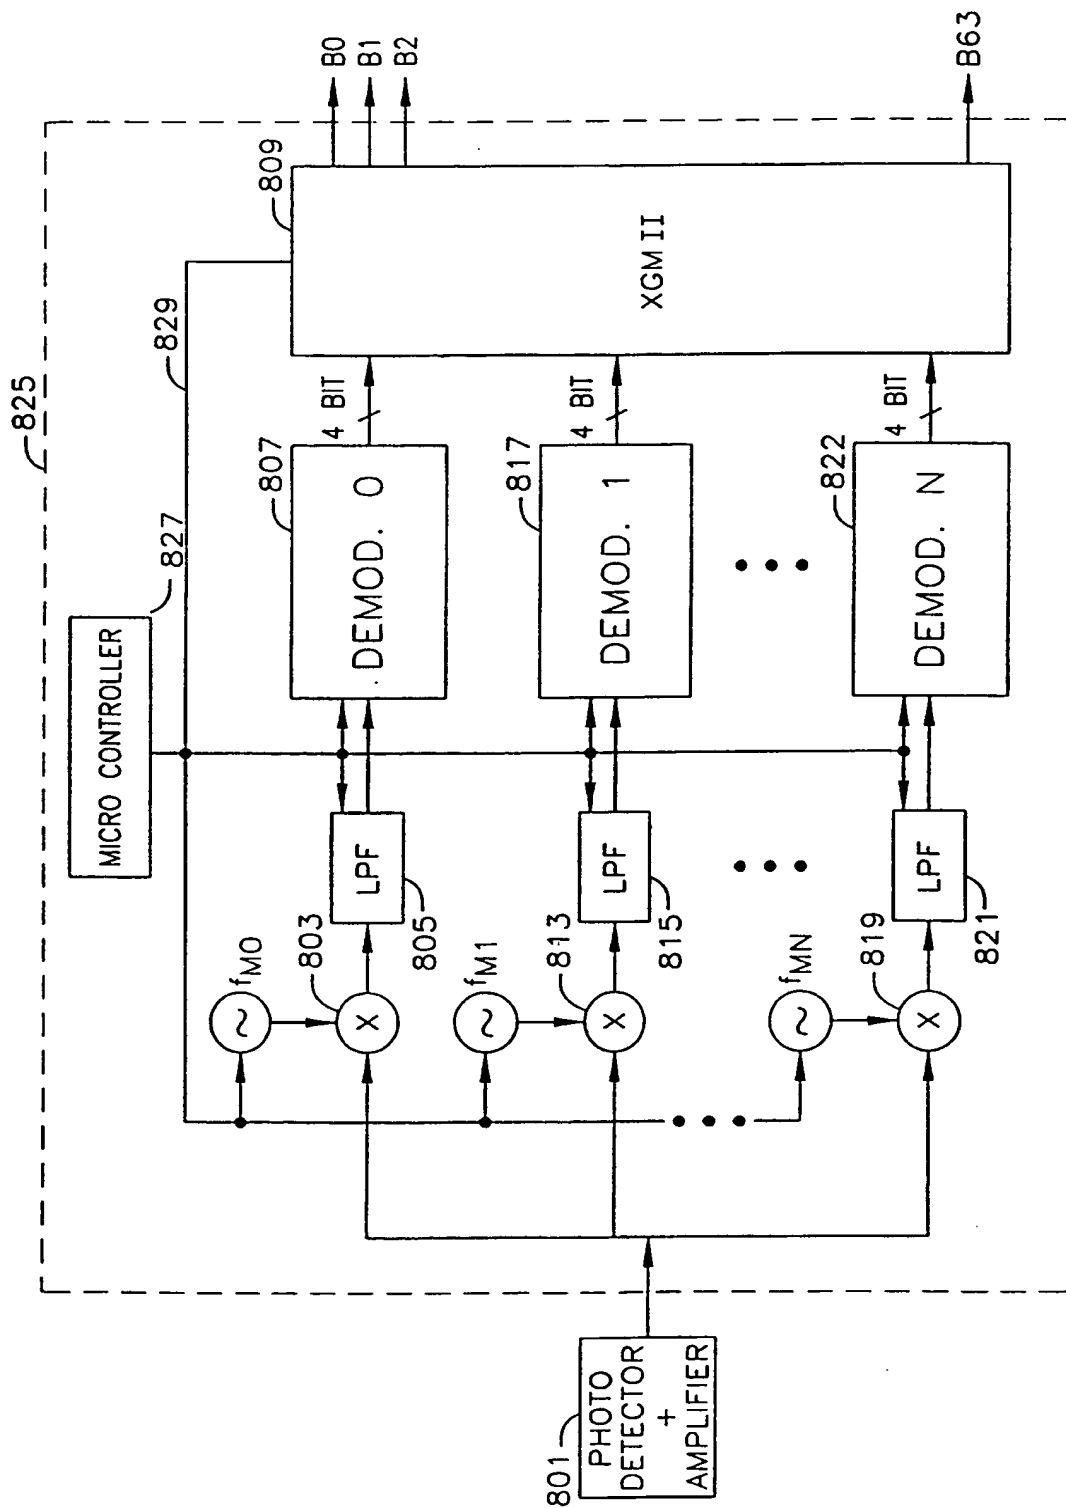 825
MICRO CONTROLLER
827
829
809
XGM II
B0
B1
B2
B63
801
PHOTO
DETECTOR
+
AMPLIFIER
~
fM0
X
803
LPF
805
DEMOD. 0
807
4 BIT
~
fM1
X
813
LPF
815
DEMOD. 1
817
4 BIT
~
fMN
X
819
LPF
821
DEMOD. N
822
4 BIT